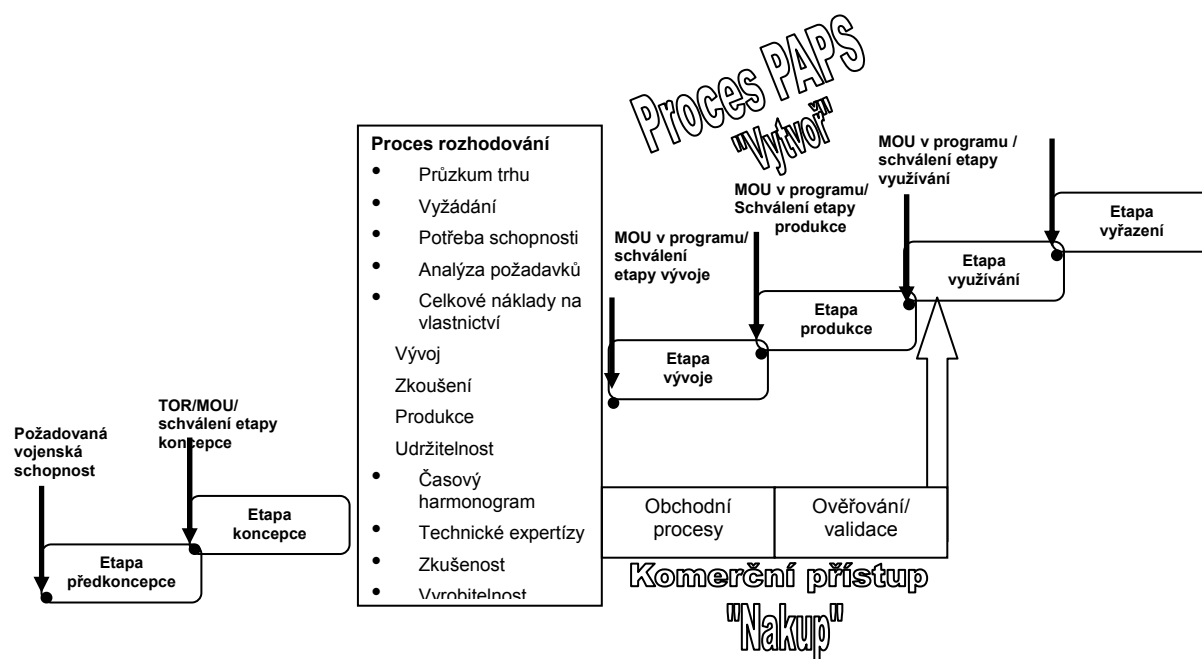 Proces PAPS
"Vytvoř"
Požadovaná
vojenská
schopnost
Etapa
předkoncepce
TOR/MOU/
schválení etapy
koncepce
Etapa
koncepce
Proces rozhodování
• Průzkum trhu
• Vyžádání
• Potřeba schopnosti
• Analýza požadavků
• Celkové náklady na
vlastnictví
Vývoj
Zkoušení
Produkce
Udržitelnost
• Časový
harmonogram
• Technické expertízy
• Zkušenost
• Vyrobitelnost
MOU v programu/
schválení
etapy vývoje
Etapa
vývoje
MOU v programu/
Schválení etapy
produkce
Etapa
produkce
MOU v programu /
schválení etapy
využívání
Etapa
využívání
Etapa
vyřazení
Obchodní
procesy
Ověřování/
validace
Komerční přístup
"Nakup"